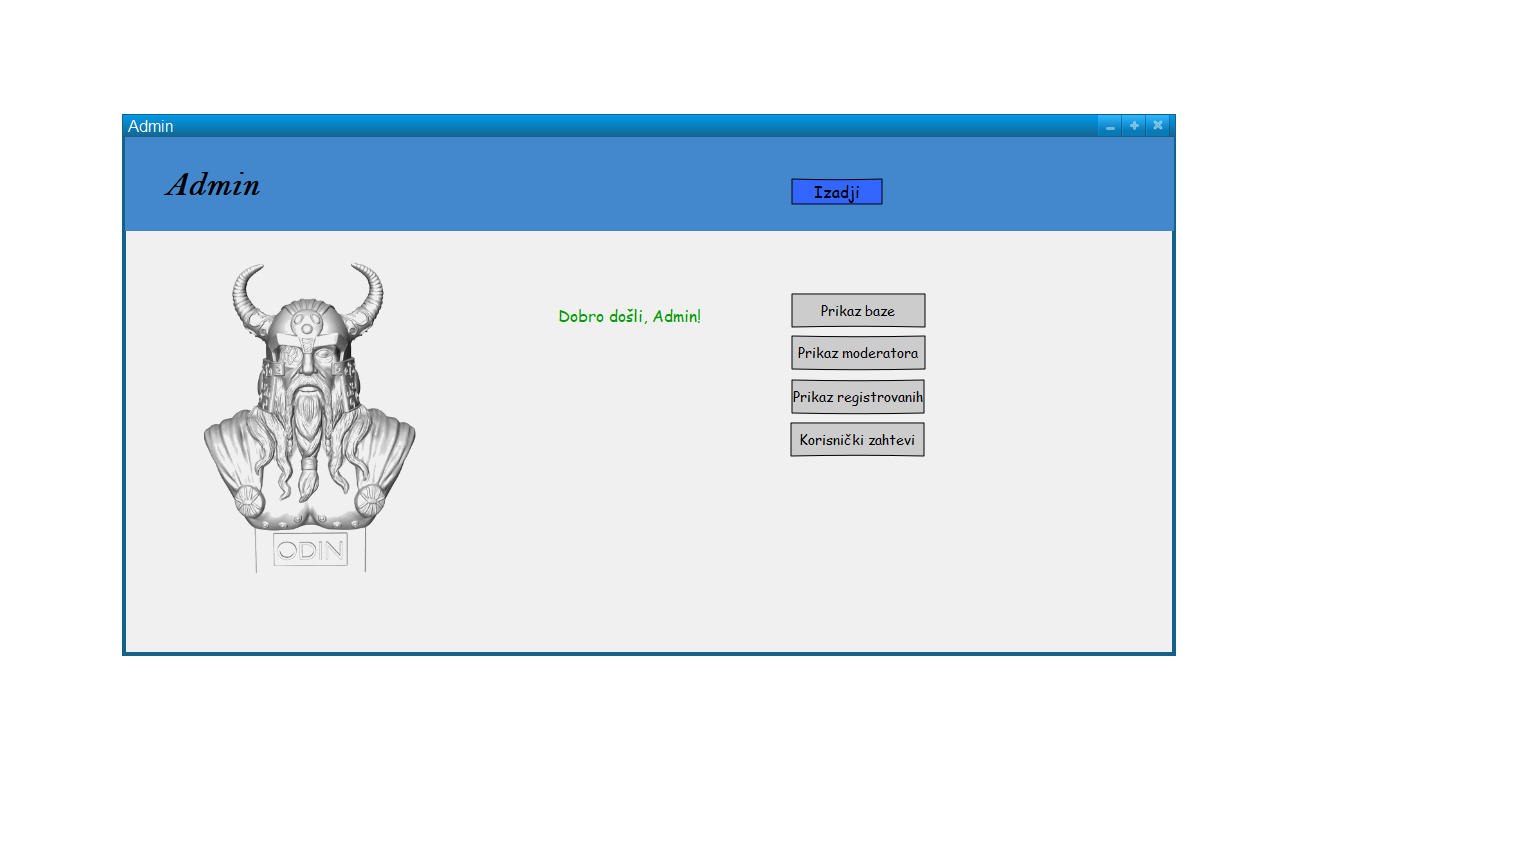 Admin
Admin
Izadji
Dobro došli, Admin!
Prikaz baze
Prikaz moderatora
Prikaz registrovanih
Korisnički zahtevi
ODIN